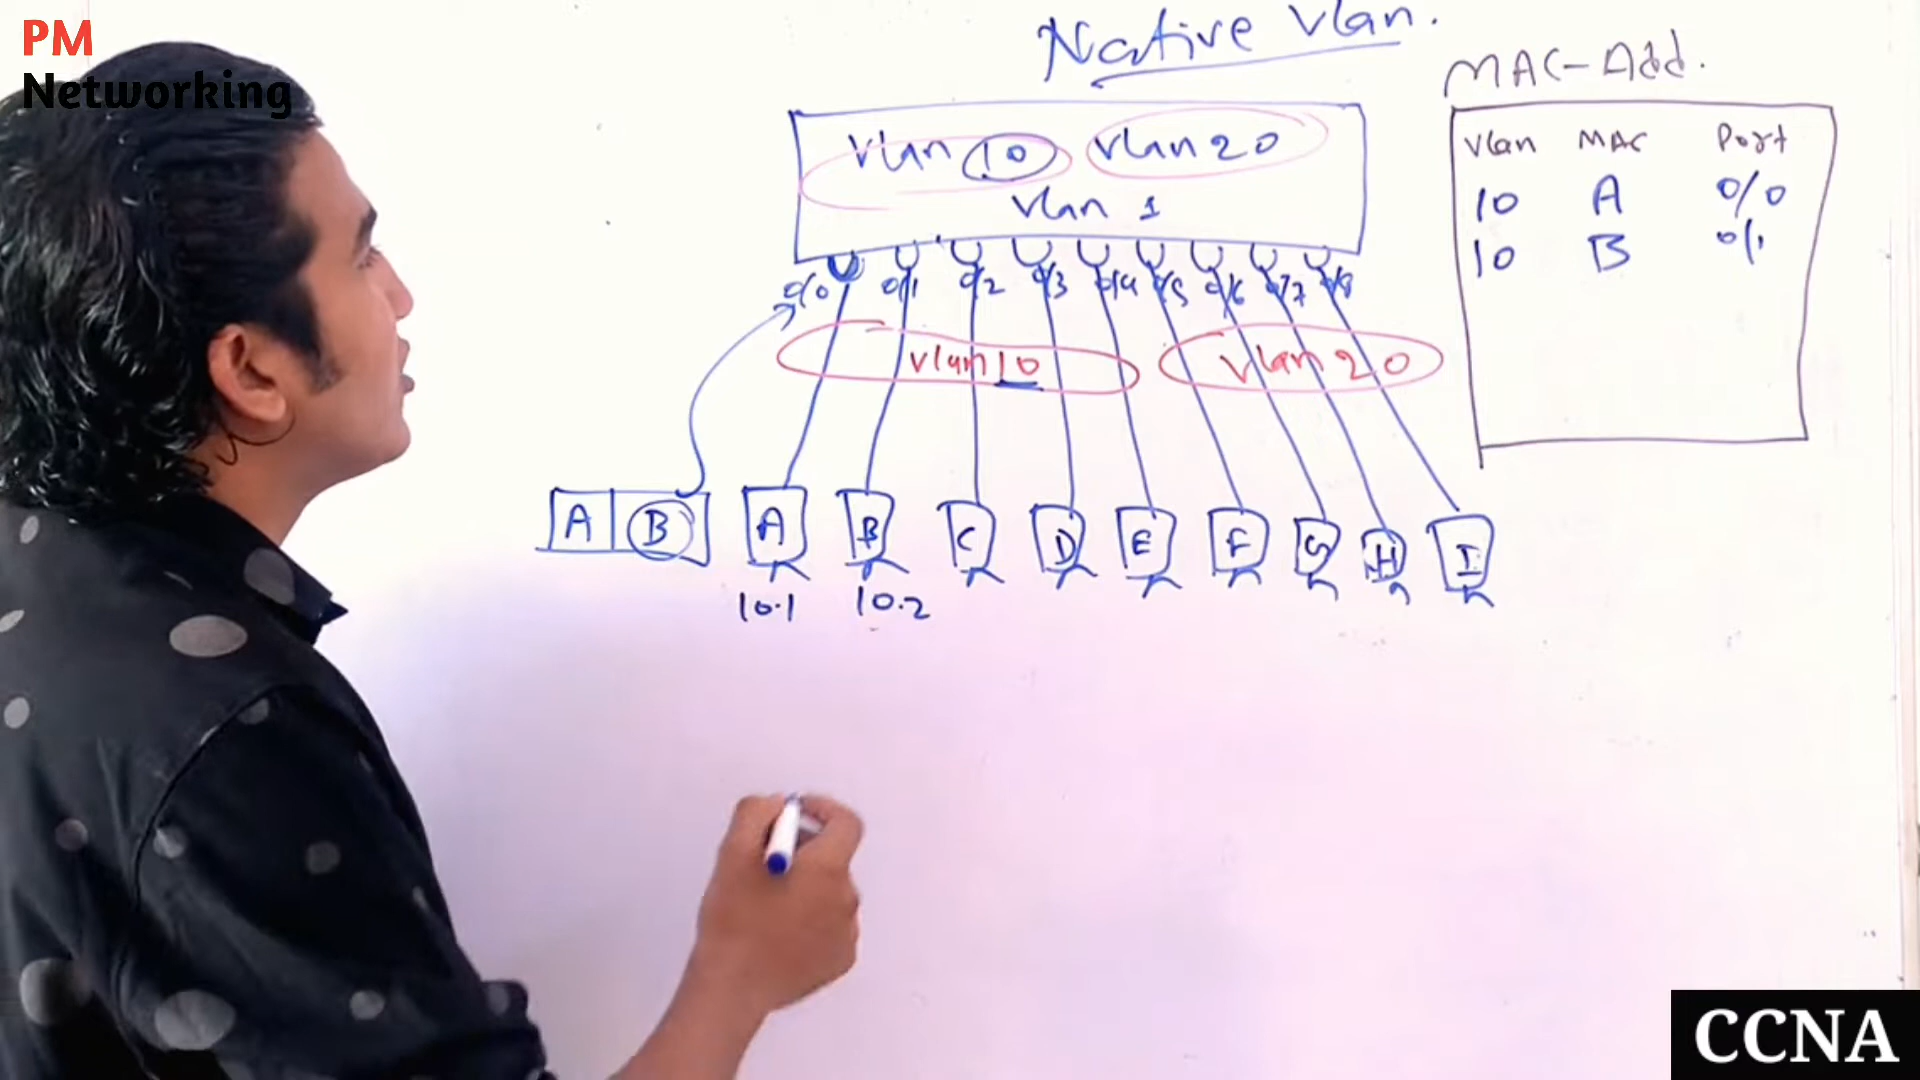 PM
Networking
Native Vlan.
MAC-Add.
Vlan 10 Vlan 20
Vlan 1
Vlan MAC Port
10 A 0/0
10 B 0/1
0/0 0/1 0/2 0/3 0/4 0/5 0/6 0/7 0/8
Vlan 10 Vlan 20
A B A B C D E F G H I
10.1 10.2
CCNA